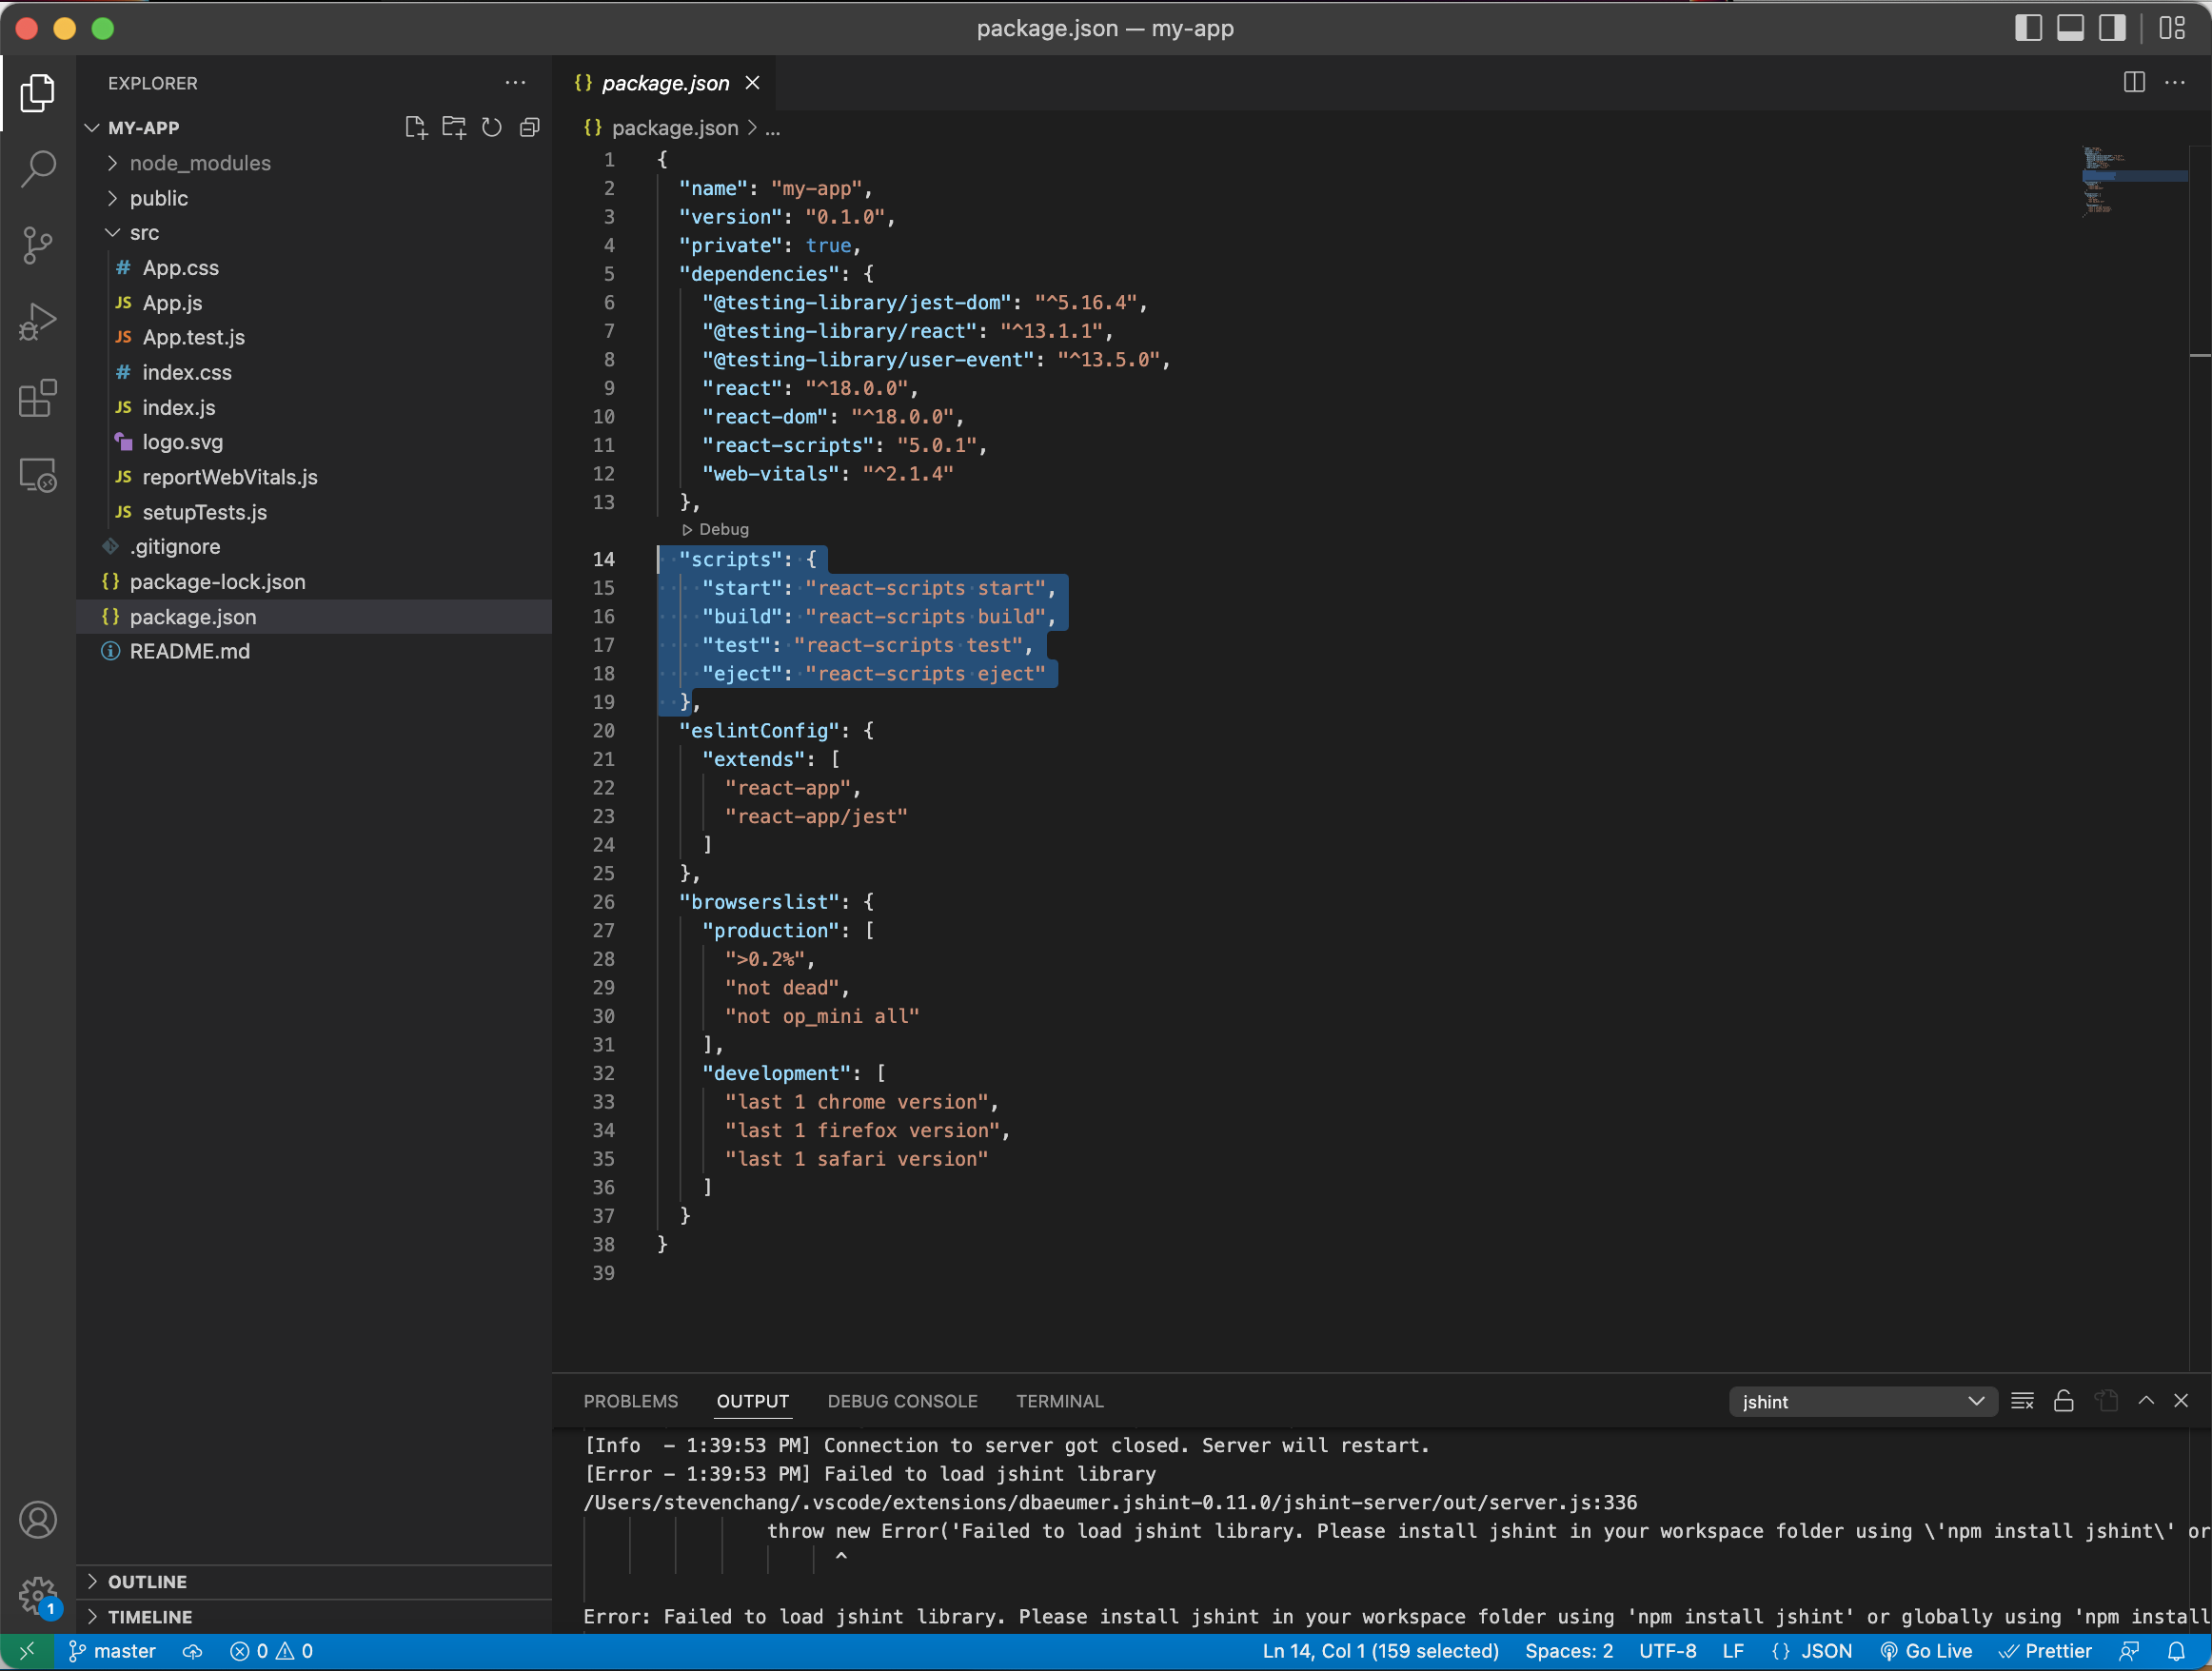 package.json — my-app
EXPLORER
MY-APP
node_modules
public
src
# App.css
JS App.js
JS App.test.js
# index.css
JS index.js
logo.svg
JS reportWebVitals.js
JS setupTests.js
.gitignore
{} package-lock.json
{} package.json
README.md
OUTLINE
TIMELINE
{} package.json
{} package.json > ...
1 {
2 "name": "my-app",
3 "version": "0.1.0",
4 "private": true,
5 "dependencies": {
6 "@testing-library/jest-dom": "^5.16.4",
7 "@testing-library/react": "^13.1.1",
8 "@testing-library/user-event": "^13.5.0",
9 "react": "^18.0.0",
10 "react-dom": "^18.0.0",
11 "react-scripts": "5.0.1",
12 "web-vitals": "^2.1.4"
13 },
Debug
14 "scripts": {
15 "start": "react-scripts start",
16 "build": "react-scripts build",
17 "test": "react-scripts test",
18 "eject": "react-scripts eject"
19 },
20 "eslintConfig": {
21 "extends": [
22 "react-app",
23 "react-app/jest"
24 ]
25 },
26 "browserslist": {
27 "production": [
28 ">0.2%",
29 "not dead",
30 "not op_mini all"
31 ],
32 "development": [
33 "last 1 chrome version",
34 "last 1 firefox version",
35 "last 1 safari version"
36 ]
37 }
38 }
39
PROBLEMS OUTPUT DEBUG CONSOLE TERMINAL
jshint
[Info  - 1:39:53 PM] Connection to server got closed. Server will restart.
[Error - 1:39:53 PM] Failed to load jshint library
/Users/stevenchang/.vscode/extensions/dbaeumer.jshint-0.11.0/jshint-server/out/server.js:336
throw new Error('Failed to load jshint library. Please install jshint in your workspace folder using \'npm install jshint\' or
^
Error: Failed to load jshint library. Please install jshint in your workspace folder using 'npm install jshint' or globally using 'npm install
1
master 0 0 Ln 14, Col 1 (159 selected) Spaces: 2 UTF-8 LF {} JSON Go Live Prettier